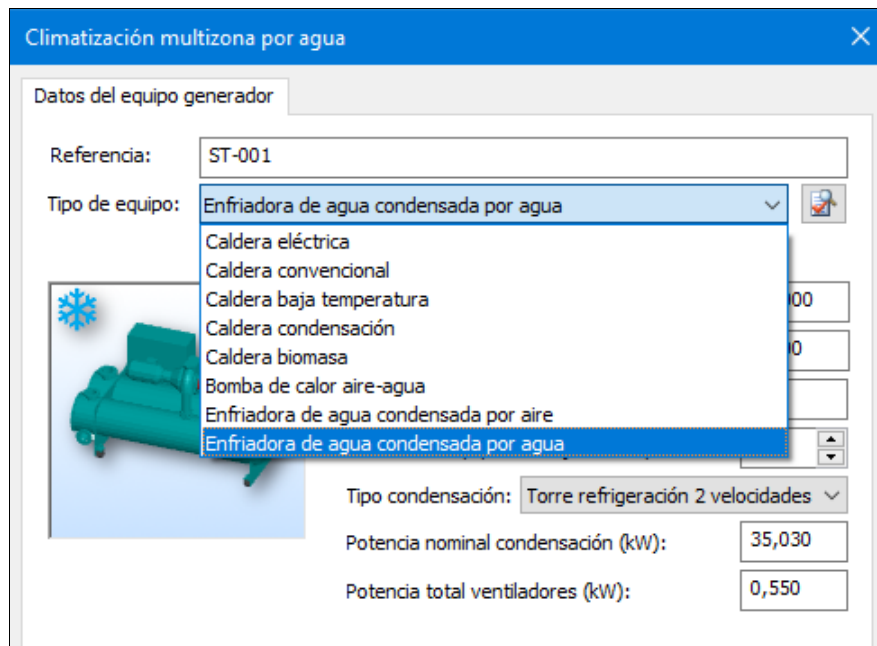 Climatización multizona por agua
Datos del equipo generador
Referencia: ST-001
Tipo de equipo: Enfriadora de agua condensada por agua
Caldera eléctrica
Caldera convencional
Caldera baja temperatura
Caldera condensación
Caldera biomasa
Bomba de calor aire-agua
Enfriadora de agua condensada por aire
Enfriadora de agua condensada por agua
Tipo condensación: Torre refrigeración 2 velocidades
Potencia nominal condensación (kW): 35,030
Potencia total ventiladores (kW): 0,550